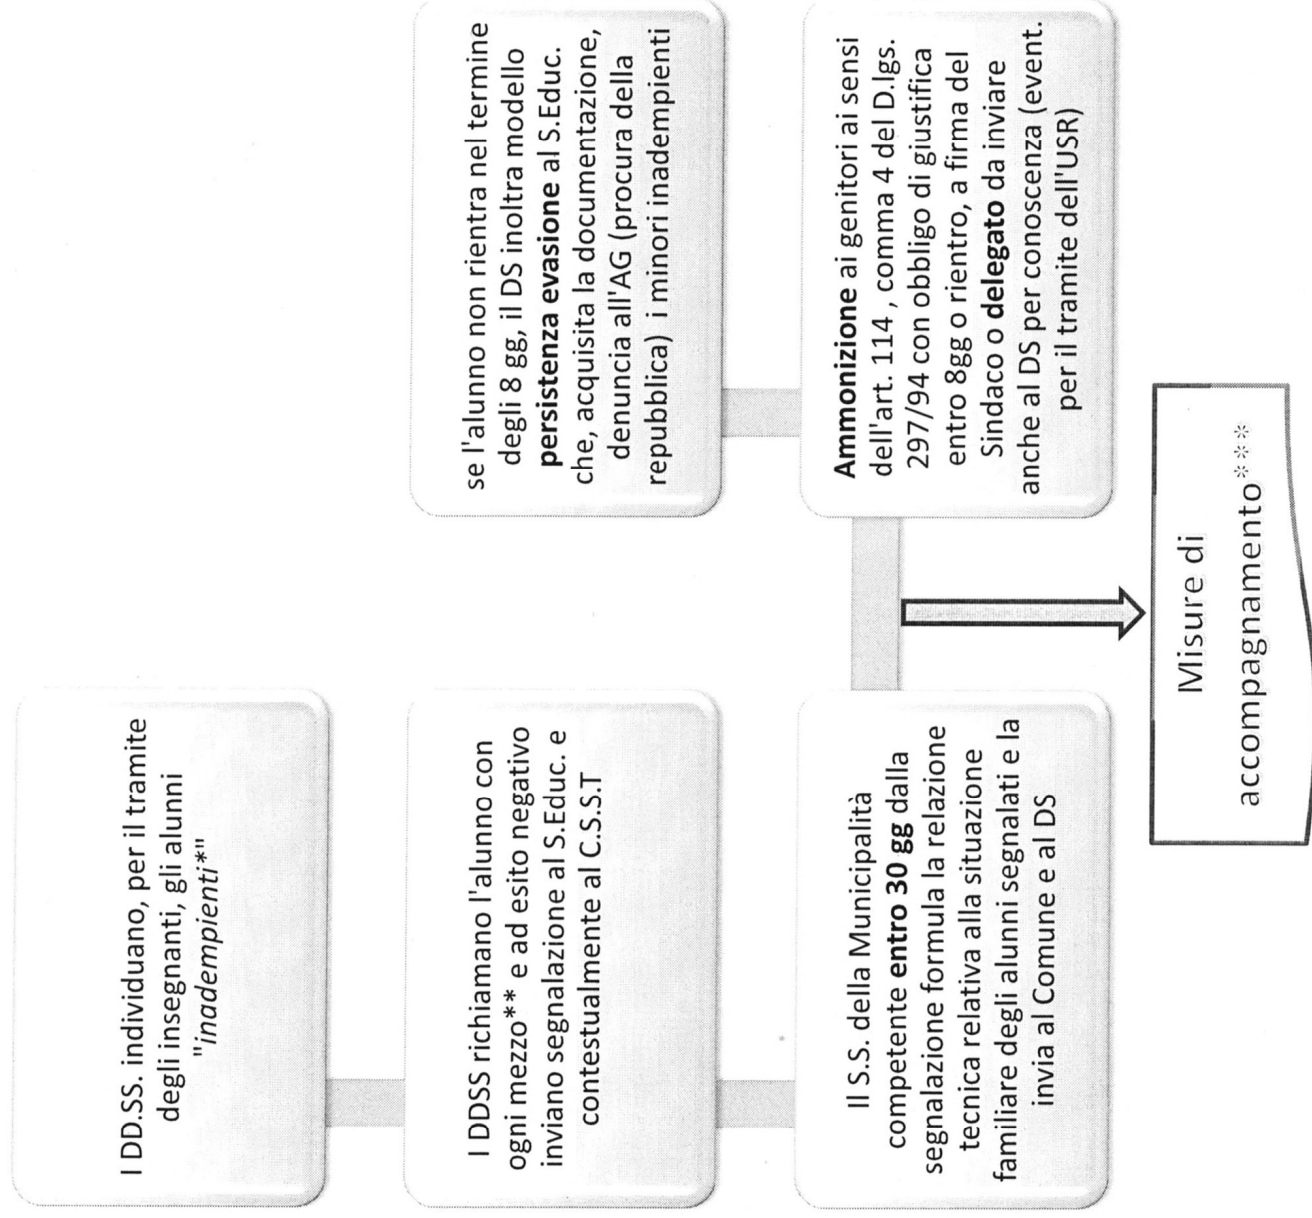 I DD.SS. individuano, per il tramite
degli insegnanti, gli alunni
"inadempienti*"
I DDSS richiamano l'alunno con
ogni mezzo** e ad esito negativo
inviano segnalazione al S.Educ. e
contestualmente al C.S.S.T
Il S.S. della Municipalità
competente entro 30 gg dalla
segnalazione formula la relazione
tecnica relativa alla situazione
familiare degli alunni segnalati e la
invia al Comune e al DS
Ammonizione ai genitori ai sensi
dell'art. 114 , comma 4 del D.lgs.
297/94 con obbligo di giustifica
entro 8gg o rientro, a firma del
Sindaco o delegato da inviare
anche al DS per conoscenza (event.
per il tramite dell'USR)
se l'alunno non rientra nel termine
degli 8 gg, il DS inoltra modello
persistenza evasione al S.Educ.
che, acquisita la documentazione,
denuncia all'AG (procura della
repubblica) i minori inadempienti
Misure di
accompagnamento***